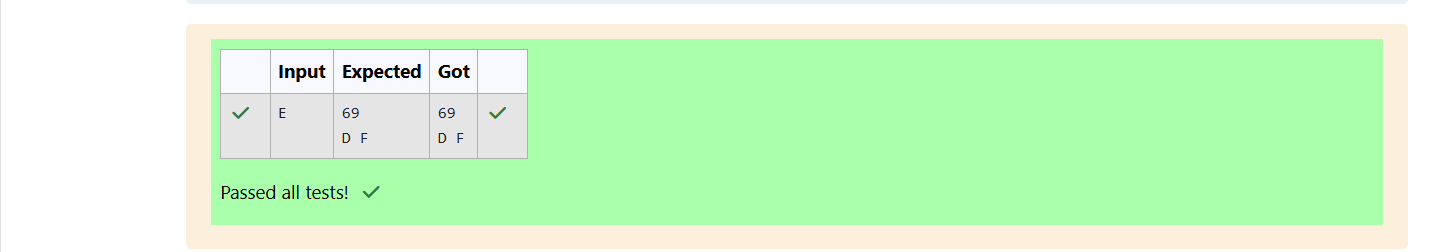 Input Expected Got
E 69 69
D F D F
Passed all tests!